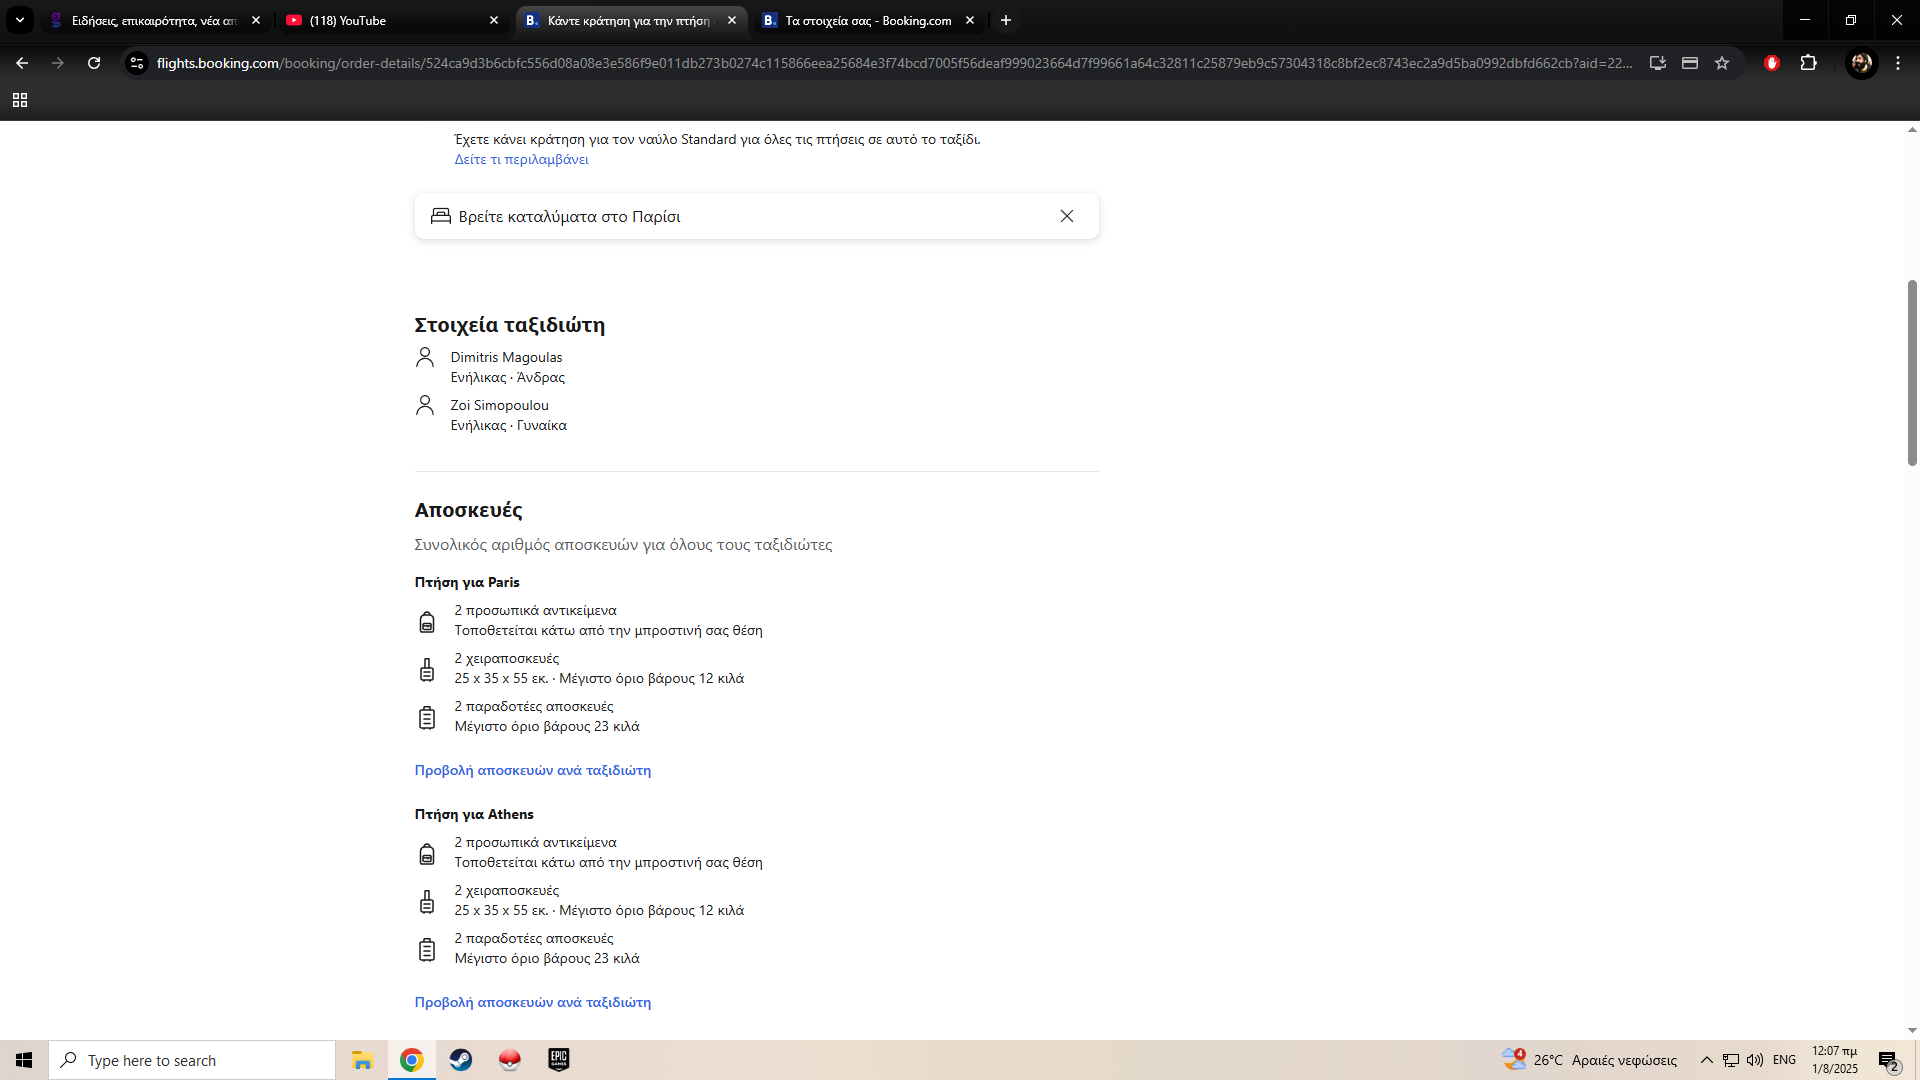 Ειδήσεις, επικαιρότητα, νέα απ
(118) YouTube
Κάντε κράτηση για την πτήση
Τα στοιχεία σας - Booking.com
flights.booking.com/booking/order-details/524ca9d3b6cbfc556d08a08e3e586f9e011db273b0274c115866eea25684e3f74bcd7005f56deaf999023664d7f99661a64c32811c25879eb9c57304318c8bf2ec8743ec2a9d5ba0992dbfd662cb?aid=22...
Έχετε κάνει κράτηση για τον ναύλο Standard για όλες τις πτήσεις σε αυτό το ταξίδι.
Δείτε τι περιλαμβάνει
Βρείτε καταλύματα στο Παρίσι
Στοιχεία ταξιδιώτη
Dimitris Magoulas
Ενήλικας · Άνδρας
Zoi Simopoulou
Ενήλικας · Γυναίκα
Αποσκευές
Συνολικός αριθμός αποσκευών για όλους τους ταξιδιώτες
Πτήση για Paris
2 προσωπικά αντικείμενα
Τοποθετείται κάτω από την μπροστινή σας θέση
2 χειραποσκευές
25 x 35 x 55 εκ. · Μέγιστο όριο βάρους 12 κιλά
2 παραδοτέες αποσκευές
Μέγιστο όριο βάρους 23 κιλά
Προβολή αποσκευών ανά ταξιδιώτη
Πτήση για Athens
2 προσωπικά αντικείμενα
Τοποθετείται κάτω από την μπροστινή σας θέση
2 χειραποσκευές
25 x 35 x 55 εκ. · Μέγιστο όριο βάρους 12 κιλά
2 παραδοτέες αποσκευές
Μέγιστο όριο βάρους 23 κιλά
Προβολή αποσκευών ανά ταξιδιώτη
Type here to search
EPIC GAMES
4
26°C Αραιές νεφώσεις
ENG
12:07 πμ
1/8/2025
2